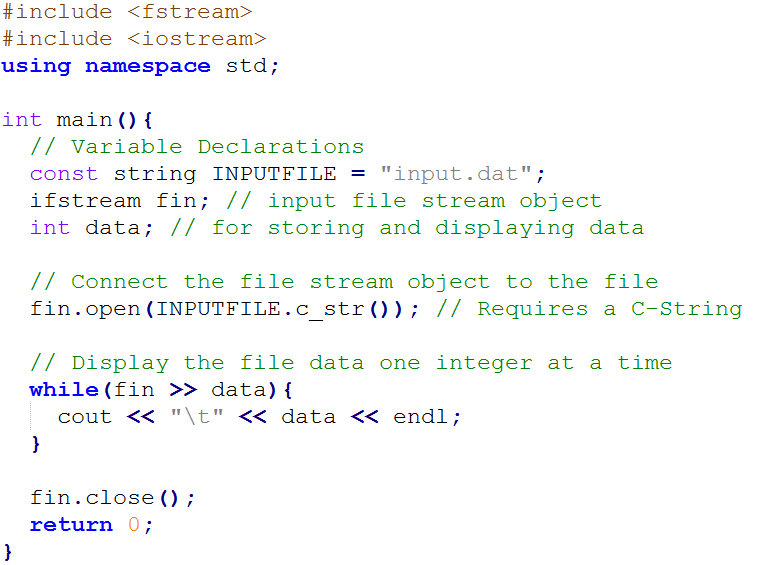 #include <fstream>
#include <iostream>
using namespace std;

int main(){
  // Variable Declarations
  const string INPUTFILE = "input.dat";
  ifstream fin; // input file stream object
  int data; // for storing and displaying data

  // Connect the file stream object to the file
  fin.open(INPUTFILE.c_str()); // Requires a C-String

  // Display the file data one integer at a time
  while(fin >> data){
    cout << "\t" << data << endl;
  }

  fin.close();
  return 0;
}